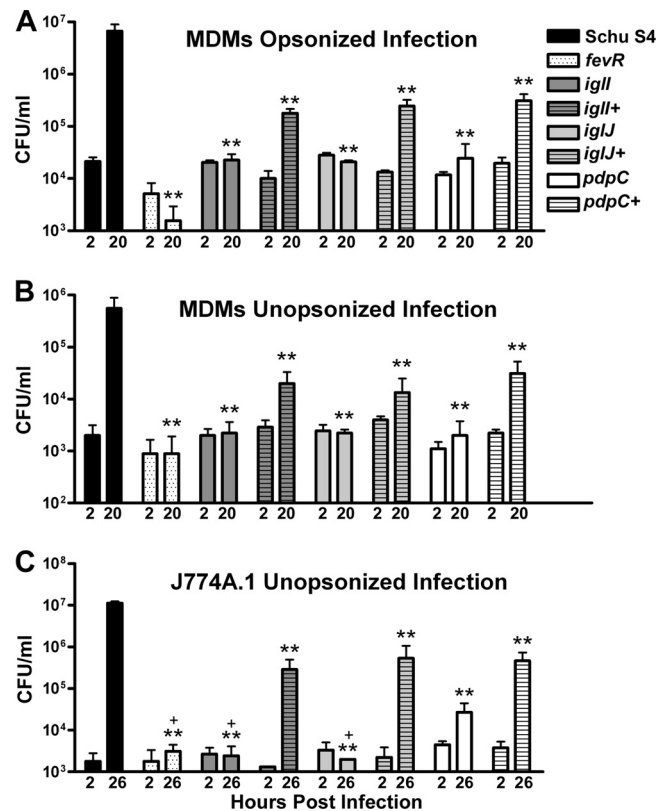 A
MDMs Opsonized Infection
CFU/ml
10⁷
10⁶
10⁵
10⁴
10³
** ** ** ** ** ** **
2 20 2 20 2 20 2 20 2 20 2 20 2 20 2 20
Schu S4
fevR
iglI
iglI+
iglJ
iglJ+
pdpC
pdpC+
B
MDMs Unopsonized Infection
CFU/ml
10⁶
10⁵
10⁴
10³
10²
** ** ** ** ** ** **
2 20 2 20 2 20 2 20 2 20 2 20 2 20 2 20
C
J774A.1 Unopsonized Infection
CFU/ml
10⁸
10⁷
10⁶
10⁵
10⁴
10³
+ + +
** ** ** ** ** ** **
2 26 2 26 2 26 2 26 2 26 2 26 2 26 2 26
Hours Post Infection